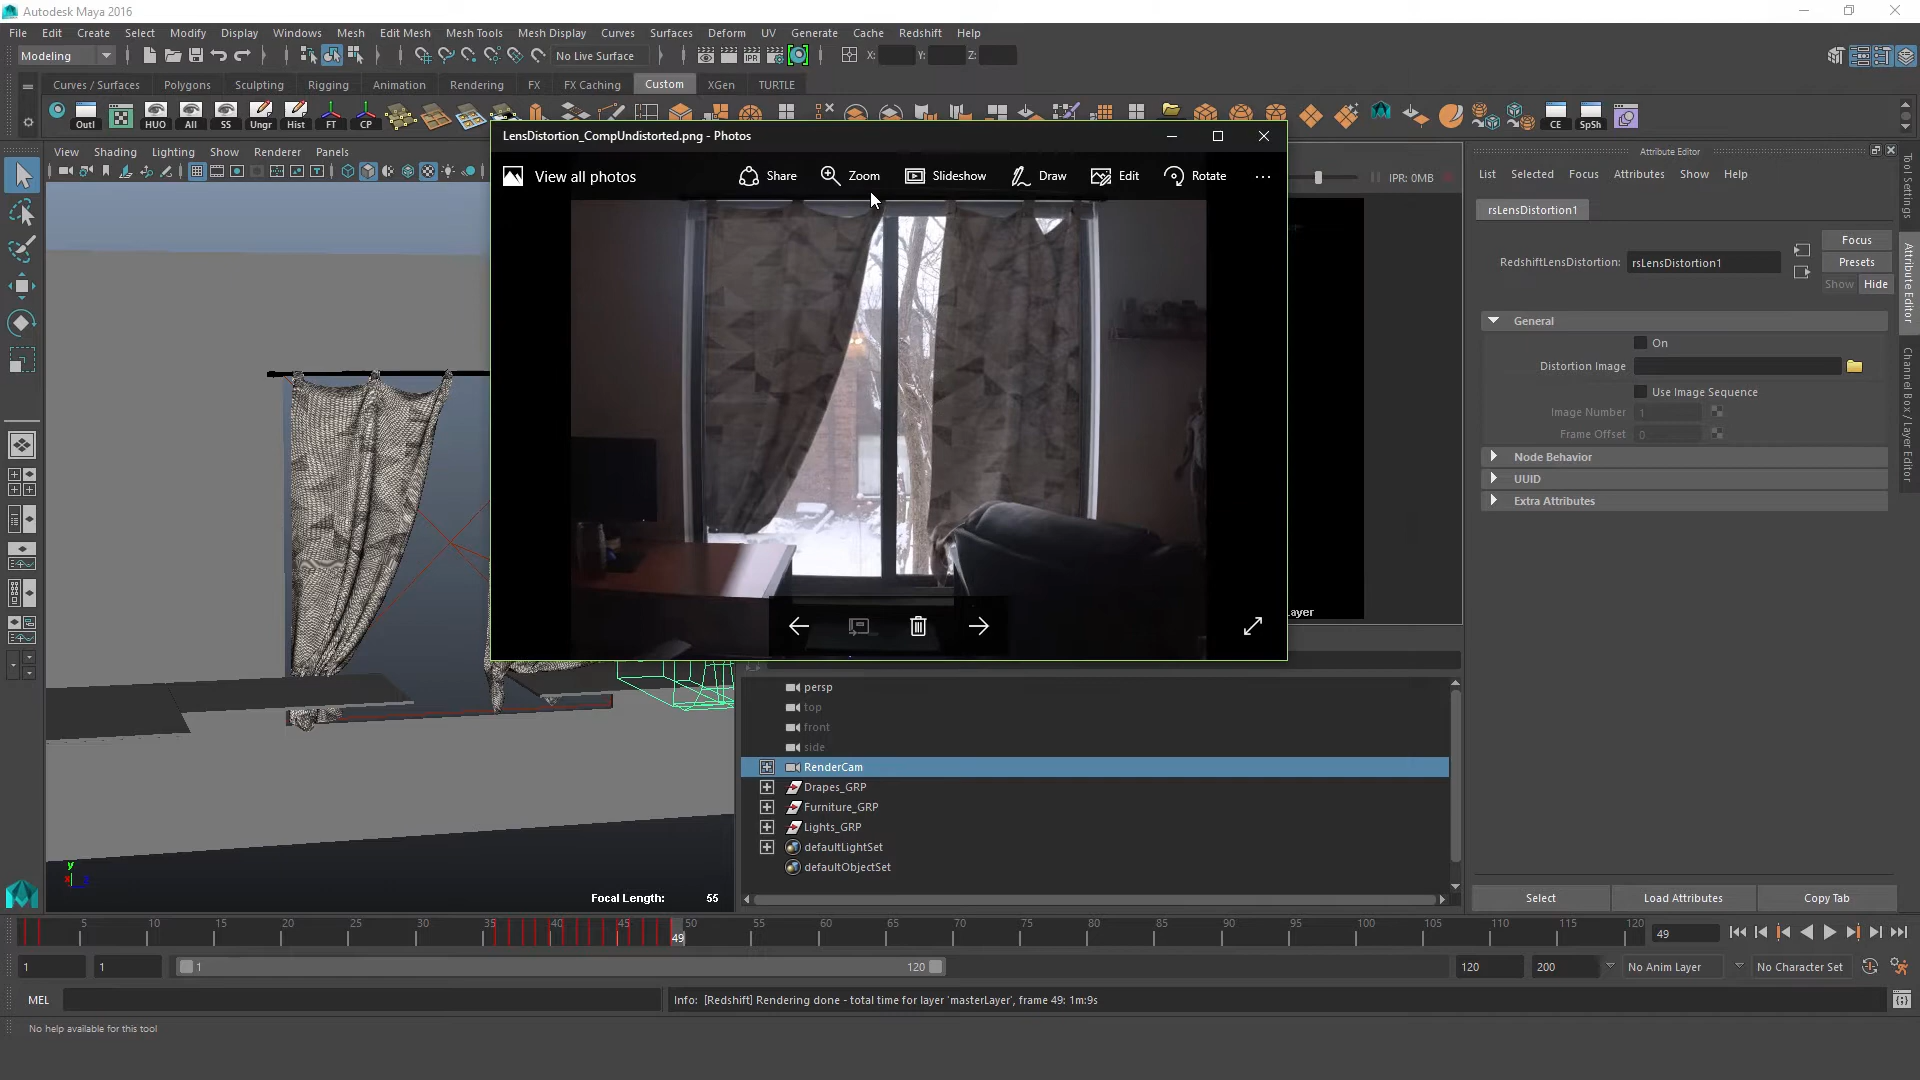 Autodesk Maya 2016
File Edit Create Select Modify Display Windows Mesh Edit Mesh Mesh Tools Mesh Display Curves Surfaces Deform UV Generate Cache Redshift Help
Modeling No Live Surface X: Y: Z:
Curves / Surfaces Polygons Sculpting Rigging Animation Rendering FX FX Caching Custom XGen TURTLE
Outl HUO All SS Ungr Hist FT CP CE SpSh
View Shading Lighting Show Renderer Panels
LensDistortion_CompUndistorted.png - Photos
View all photos Share Zoom Slideshow Draw Edit Rotate
IPR: 0MB
Layer
Focal Length: 55
persp
top
front
side
RenderCam
Drapes_GRP
Furniture_GRP
Lights_GRP
defaultLightSet
defaultObjectSet
Attribute Editor
List Selected Focus Attributes Show Help
rsLensDistortion1
Focus
RedshiftLensDistortion: rsLensDistortion1
Presets
Show Hide
General
On
Distortion Image
Use Image Sequence
Image Number 1
Frame Offset 0
Node Behavior
UUID
Extra Attributes
Select Load Attributes Copy Tab
Tool Settings
Attribute Editor
Channel Box / Layer Editor
5 10 15 20 25 30 35 40 45 50 55 60 65 70 75 80 85 90 95 100 105 110 115 120
49
49
1 1 1 120 120 200 No Anim Layer No Character Set
MEL Info: [Redshift] Rendering done - total time for layer 'masterLayer', frame 49: 1m:9s
No help available for this tool